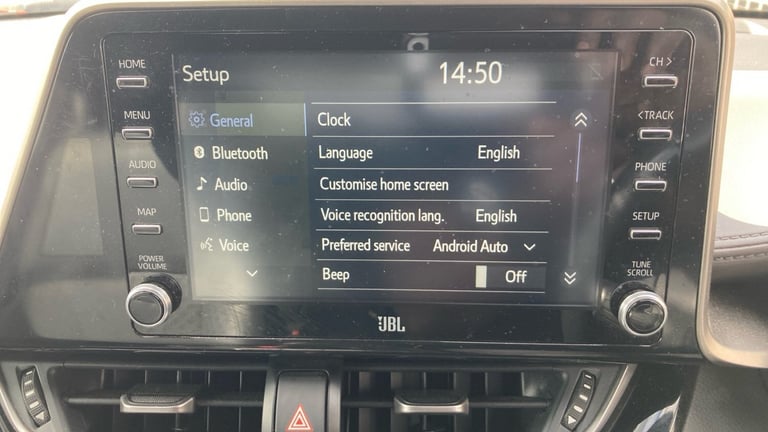 HOME
MENU
AUDIO
MAP
POWER
VOLUME
Setup 14:50
General
Bluetooth
Audio
Phone
Voice
Clock
Language English
Customise home screen
Voice recognition lang. English
Preferred service Android Auto
Beep Off
CH >
< TRACK
PHONE
SETUP
TUNE
SCROLL
JBL